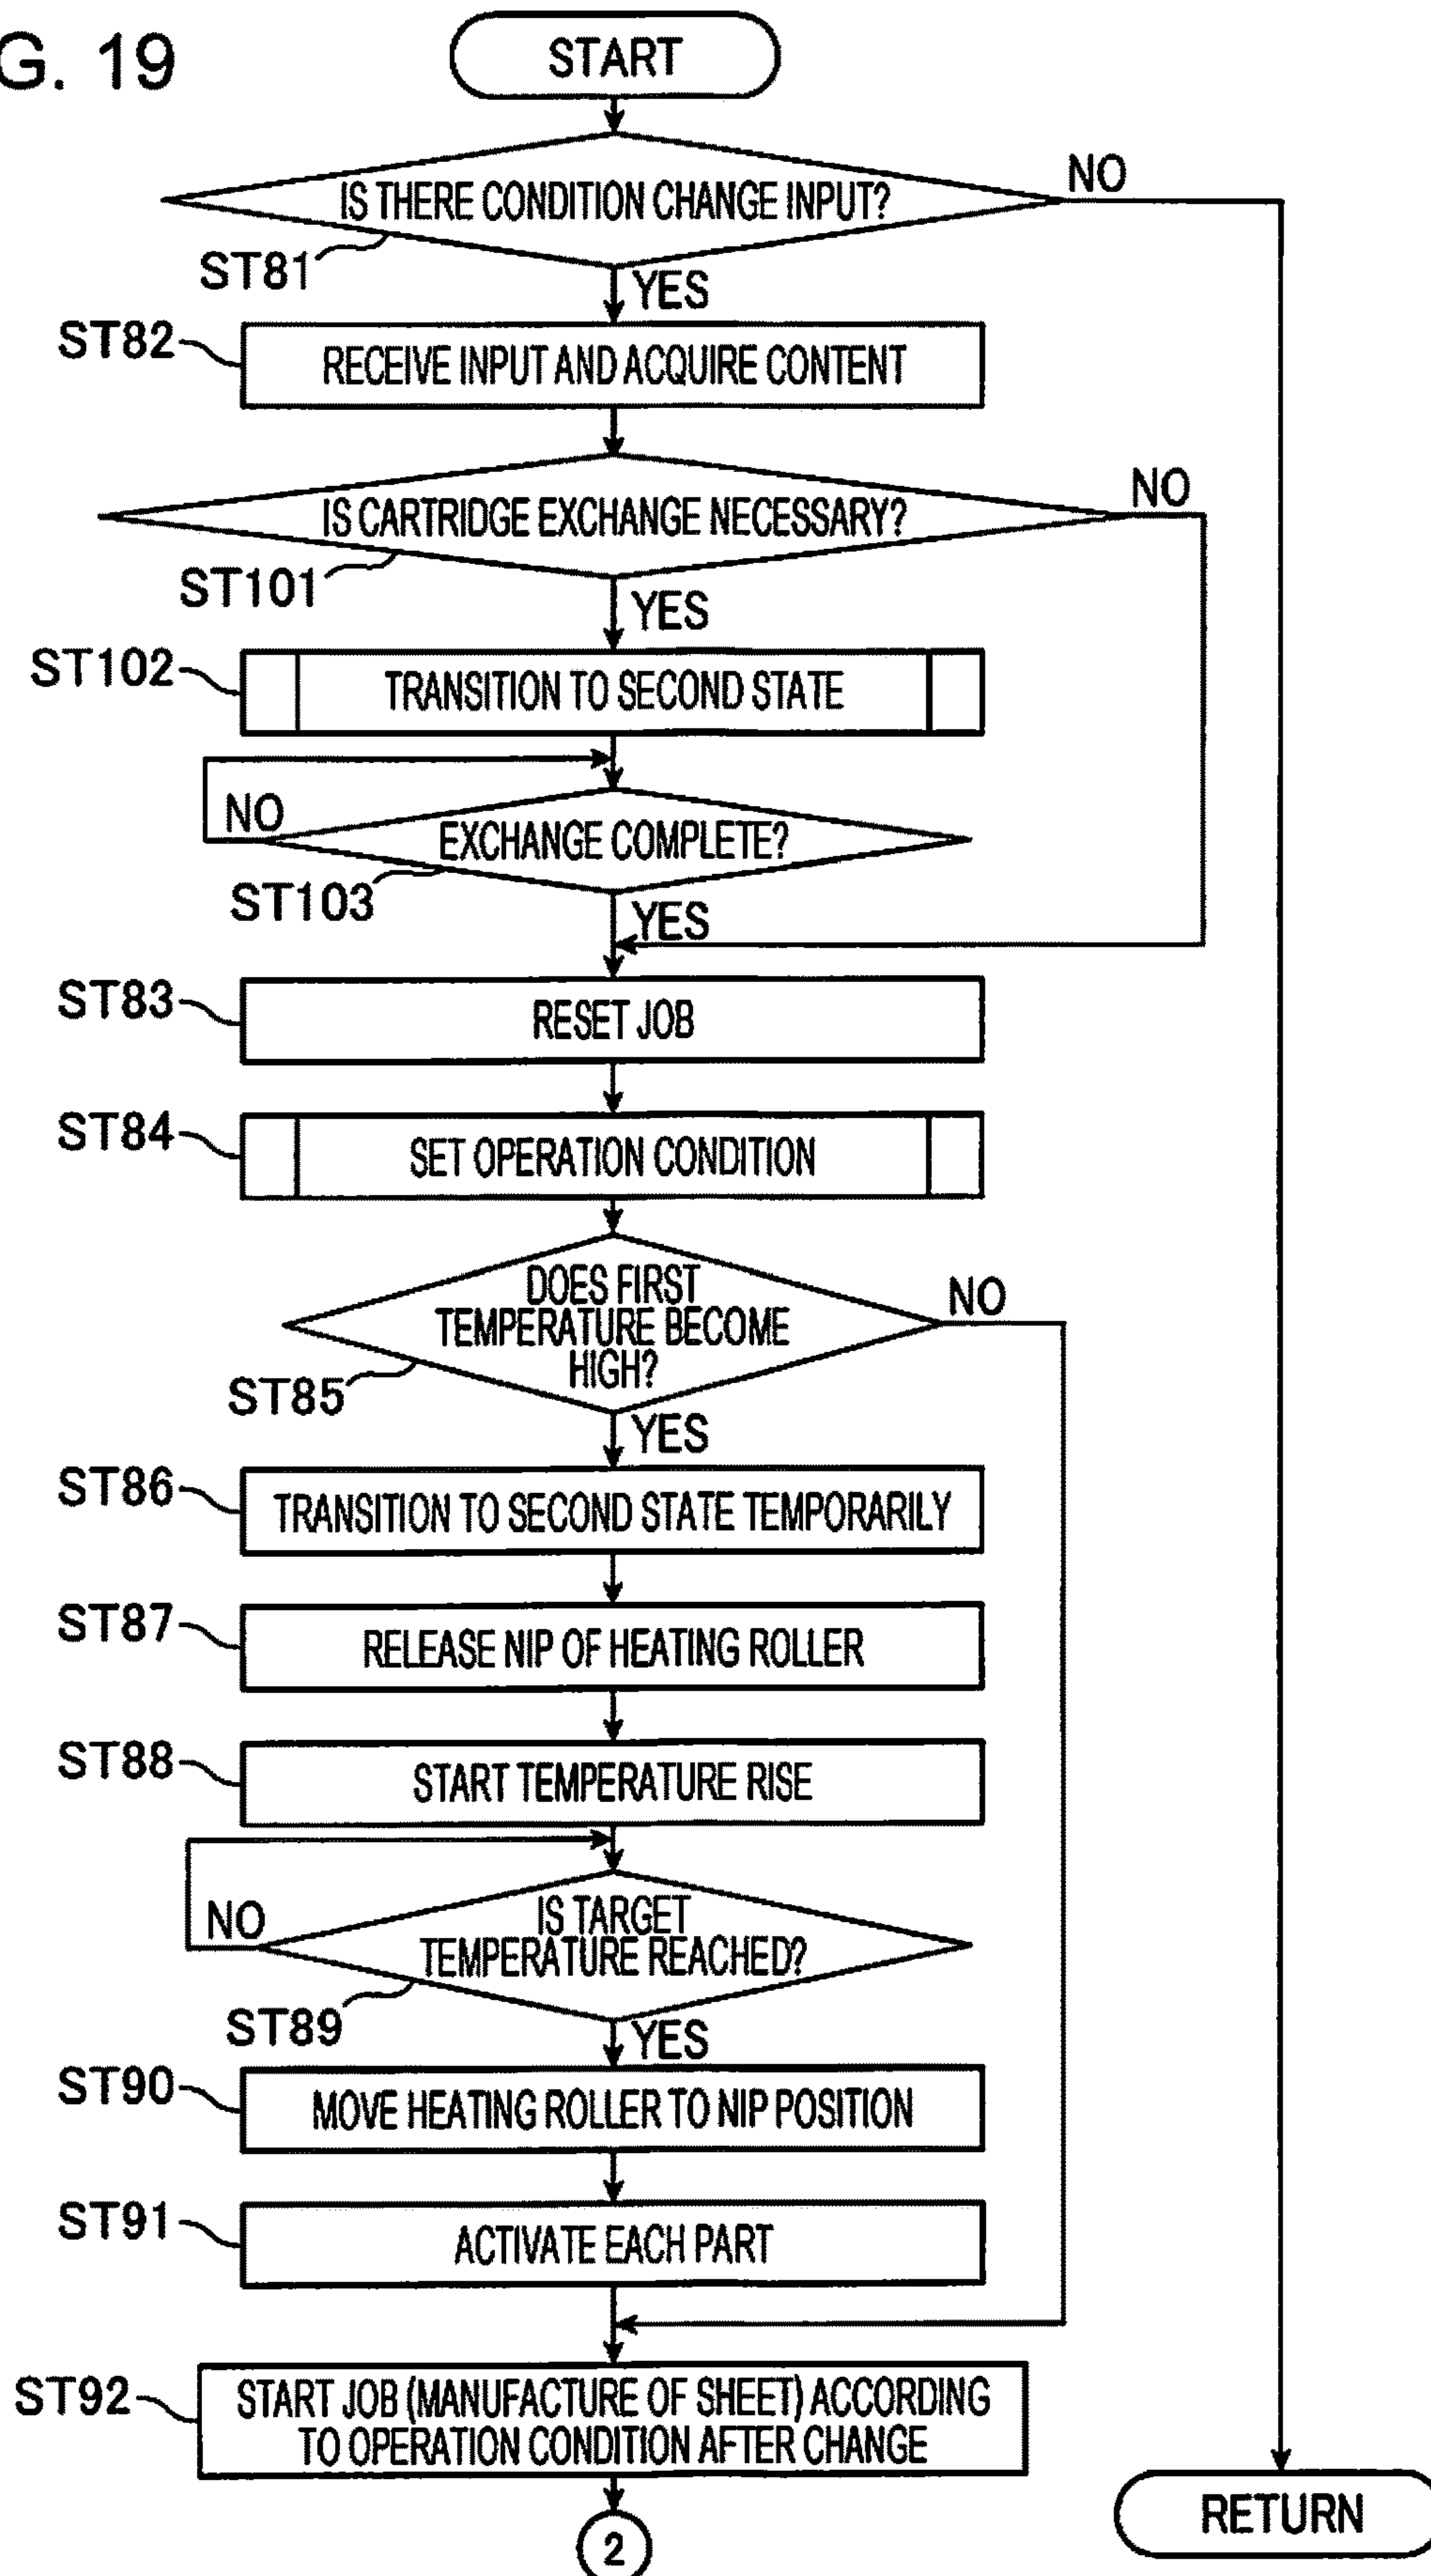 G. 19
START
IS THERE CONDITION CHANGE INPUT?
NO
ST81
YES
ST82
RECEIVE INPUT AND ACQUIRE CONTENT
IS CARTRIDGE EXCHANGE NECESSARY?
NO
ST101
YES
ST102
TRANSITION TO SECOND STATE
NO
EXCHANGE COMPLETE?
ST103
YES
ST83
RESET JOB
ST84
SET OPERATION CONDITION
DOES FIRST
TEMPERATURE BECOME
HIGH?
NO
ST85
YES
ST86
TRANSITION TO SECOND STATE TEMPORARILY
ST87
RELEASE NIP OF HEATING ROLLER
ST88
START TEMPERATURE RISE
NO
IS TARGET
TEMPERATURE REACHED?
ST89
YES
ST90
MOVE HEATING ROLLER TO NIP POSITION
ST91
ACTIVATE EACH PART
ST92
START JOB (MANUFACTURE OF SHEET) ACCORDING
TO OPERATION CONDITION AFTER CHANGE
2
RETURN